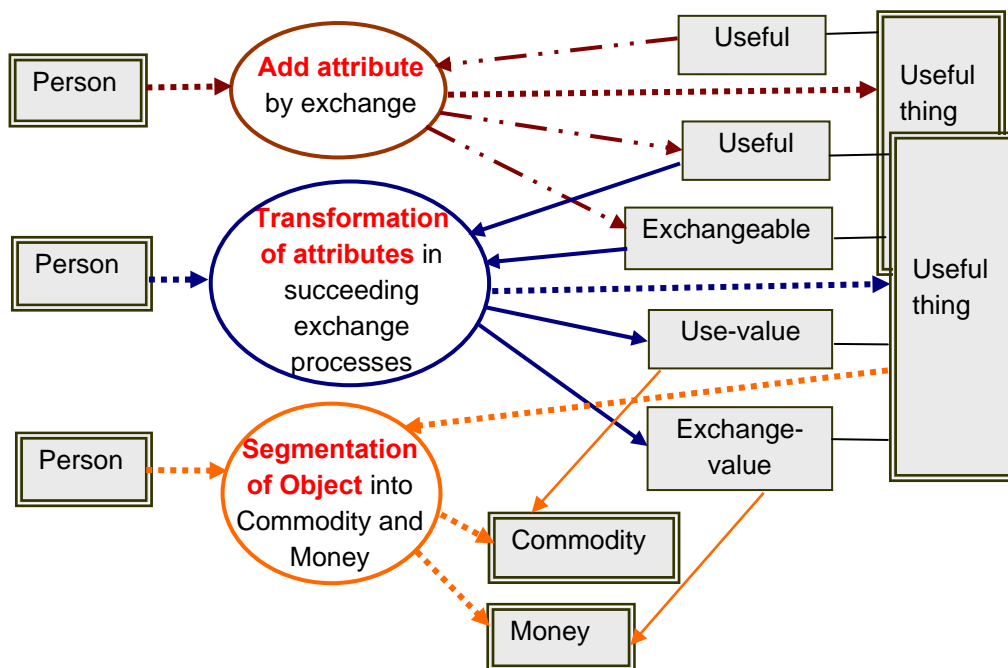 Useful
Person
Add attribute
by exchange
Useful
thing
Useful
Transformation
of attributes in
succeeding
exchange
processes
Exchangeable
Person
Useful
thing
Use-value
Person
Segmentation
of Object into
Commodity and
Money
Exchange-
value
Commodity
Money